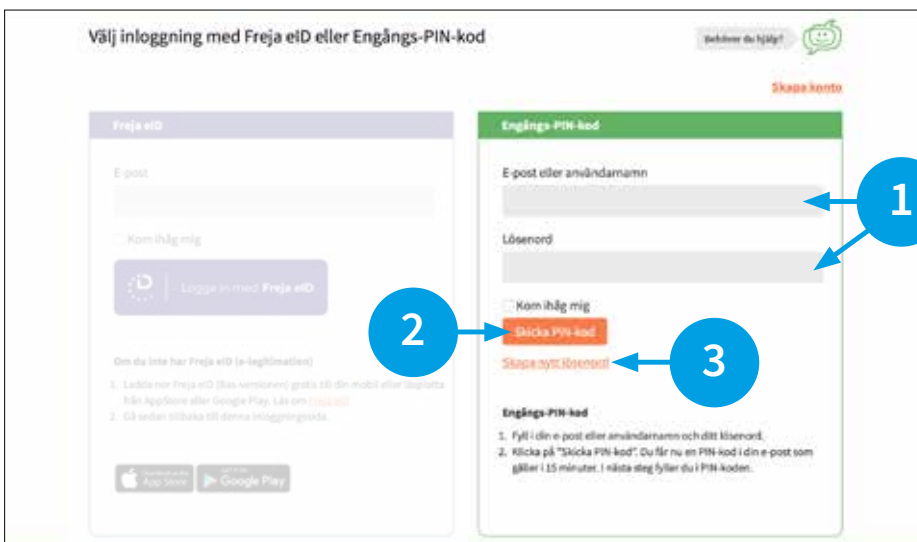 Välj inloggning med Freja eID eller Engångs-PIN-kod
Behöver du hjälp?
Skapa konto
Freja eID
E-post
Kom ihåg mig
Logga in med Freja eID
Om du inte har Freja eID (e-legitimation)
1. Ladda ner Freja eID (Bas versionen) gratis till din mobil eller läsplatta
från AppStore eller Google Play. Läs om Freja eID
2. Gå sedan tillbaka till denna inloggningssida.
Download on the
App Store
GET IT ON
Google Play
Engångs-PIN-kod
E-post eller användarnamn
1
Lösenord
Kom ihåg mig
2
Skicka PIN-kod
Skapa nytt lösenord
3
Engångs-PIN-kod
1. Fyll i din e-post eller användarnamn och ditt lösenord.
2. Klicka på "Skicka PIN-kod". Du får nu en PIN-kod i din e-post som
gäller i 15 minuter. I nästa steg fyller du i PIN-koden.